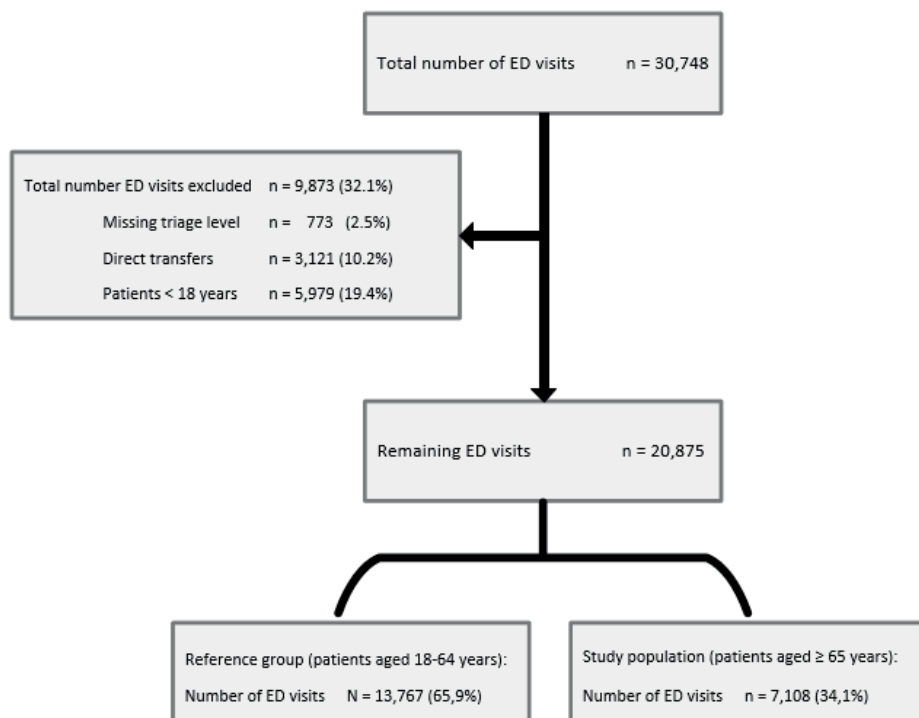 Total number of ED visits n = 30,748
Total number ED visits excluded n = 9,873 (32.1%)
Missing triage level n = 773 (2.5%)
Direct transfers n = 3,121 (10.2%)
Patients < 18 years n = 5,979 (19.4%)
Remaining ED visits n = 20,875
Reference group (patients aged 18-64 years):
Number of ED visits N = 13,767 (65,9%)
Study population (patients aged ≥ 65 years):
Number of ED visits n = 7,108 (34,1%)